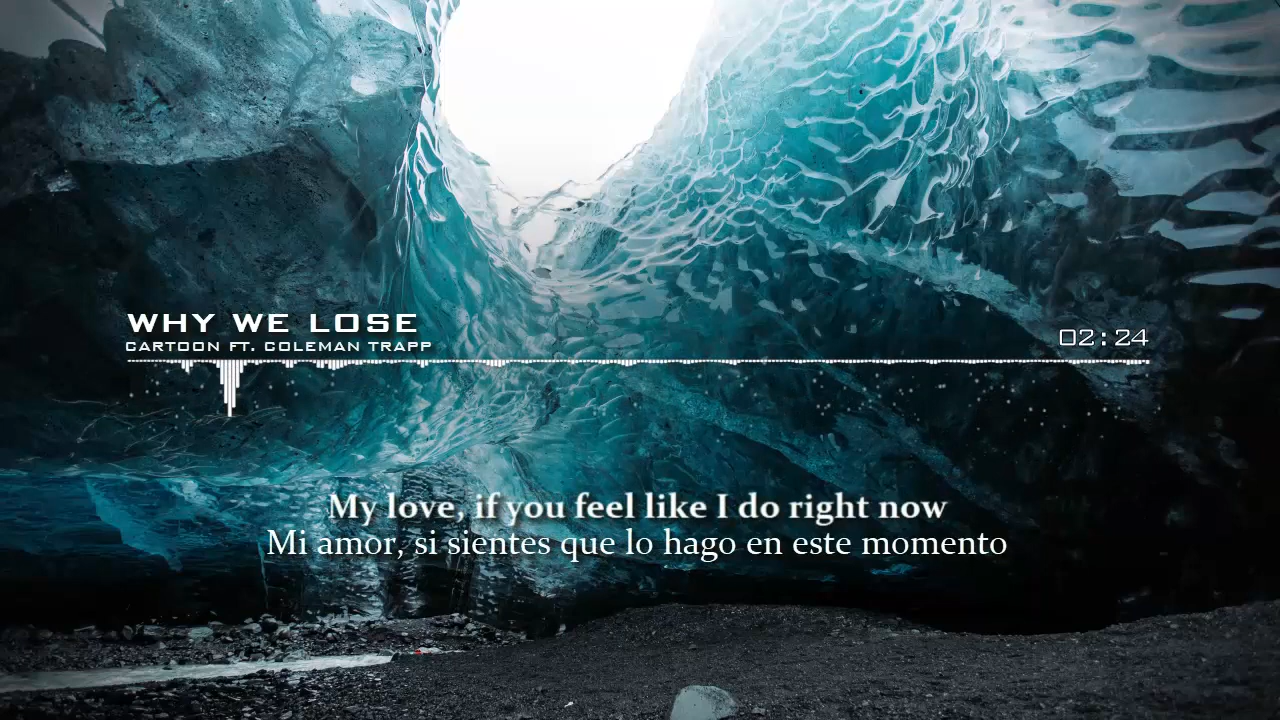 WHY WE LOSE
CARTOON FT. COLEMAN TRAPP
02:24
My love, if you feel like I do right now
Mi amor, si sientes que lo hago en este momento